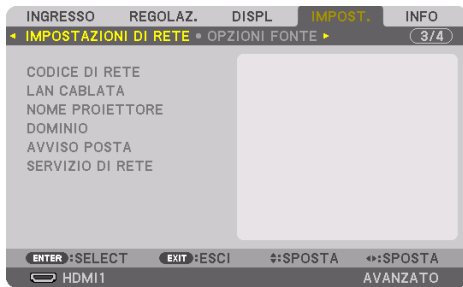 INGRESSO REGOLAZ. DISPL IMPOST. INFO
◂ IMPOSTAZIONI DI RETE • OPZIONI FONTE ▸ 3/4
CODICE DI RETE
LAN CABLATA
NOME PROIETTORE
DOMINIO
AVVISO POSTA
SERVIZIO DI RETE
ENTER :SELECT EXIT :ESCI ♦:SPOSTA ◂▸:SPOSTA
HDMI1 AVANZATO